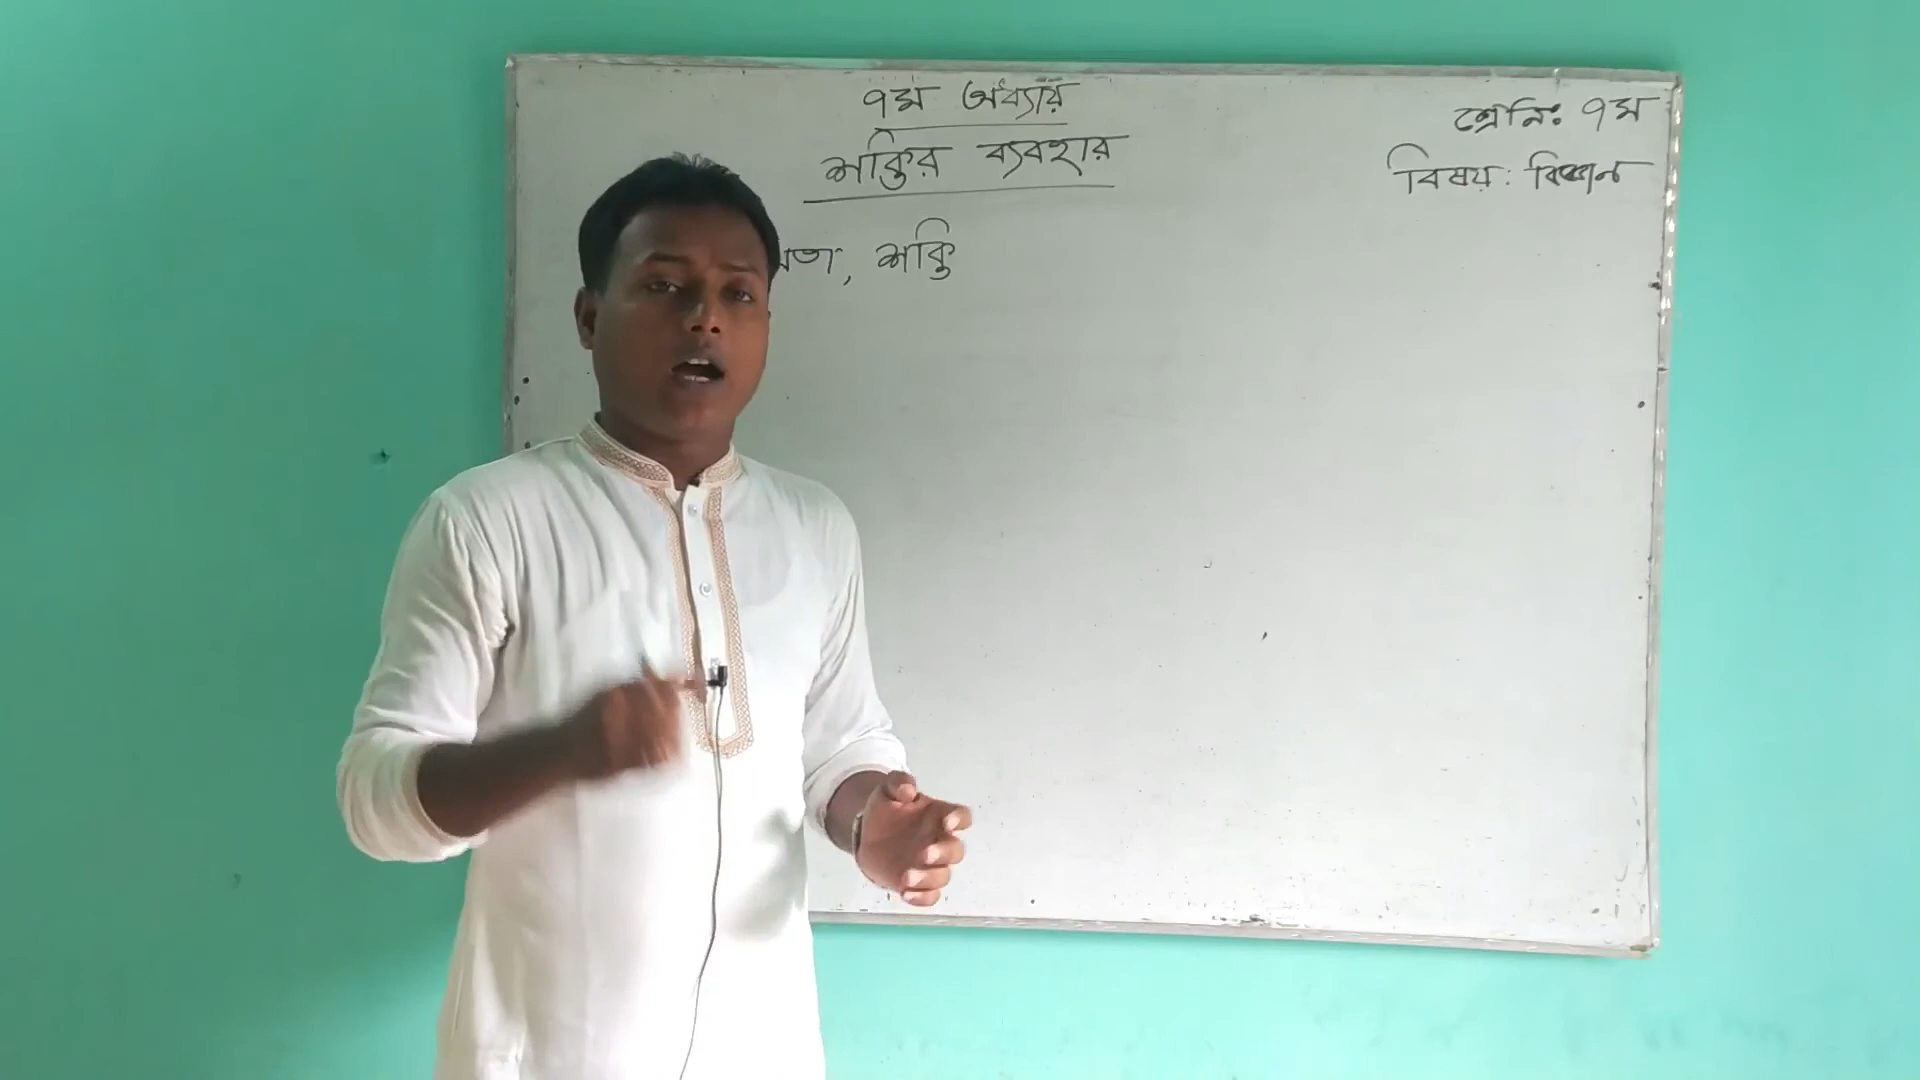 ৭ম অধ্যায়
শক্তির ব্যবহার
শ্রেনিঃ ৭ম
বিষয়: বিজ্ঞান
, শক্তি